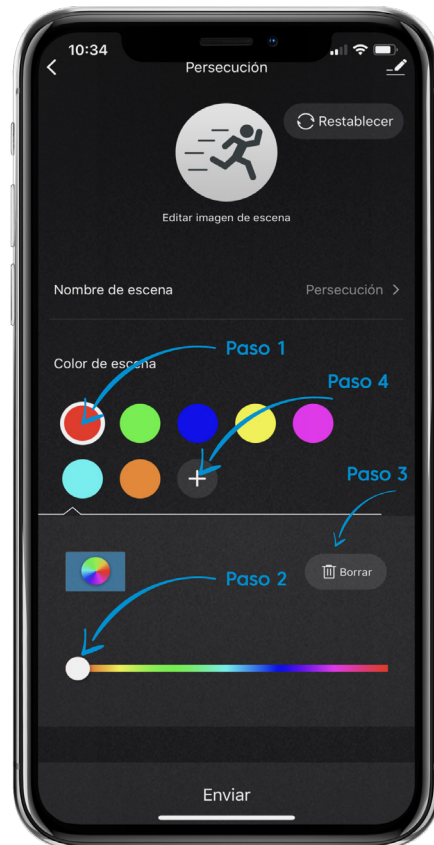 10:34
Persecución
Restablecer
Editar imagen de escena
Nombre de escena Persecución
Paso 1
Color de escena
Paso 4
Paso 3
Paso 2
Borrar
Enviar